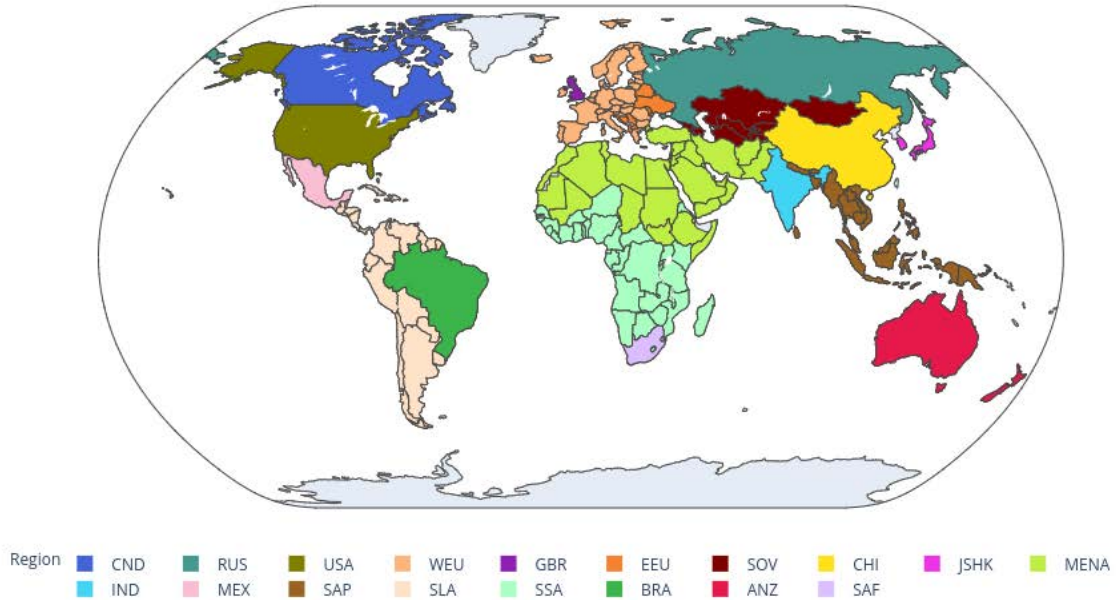 Region CND RUS USA WEU GBR EEU SOV CHI JSHK MENA
IND MEX SAP SLA SSA BRA ANZ SAF